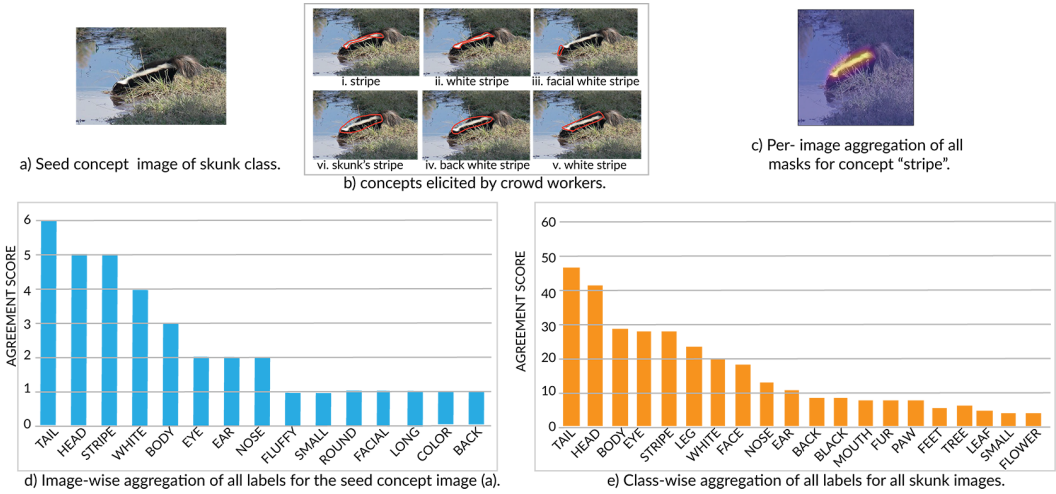 a) Seed concept image of skunk class.
i. stripe
ii. white stripe
iii. facial white stripe
vi. skunk's stripe
iv. back white stripe
v. white stripe
b) concepts elicited by crowd workers.
c) Per- image aggregation of all
masks for concept “stripe”.
AGREEMENT SCORE
6
5
4
3
2
1
0
TAIL
HEAD
STRIPE
WHITE
BODY
EYE
EAR
NOSE
FLUFFY
SMALL
ROUND
FACIAL
LONG
COLOR
BACK
d) Image-wise aggregation of all labels for the seed concept image (a).
AGREEMENT SCORE
60
50
40
30
20
10
0
TAIL
HEAD
BODY
EYE
STRIPE
LEG
WHITE
FACE
NOSE
EAR
BACK
BLACK
MOUTH
FUR
PAW
FEET
TREE
LEAF
SMALL
FLOWER
e) Class-wise aggregation of all labels for all skunk images.